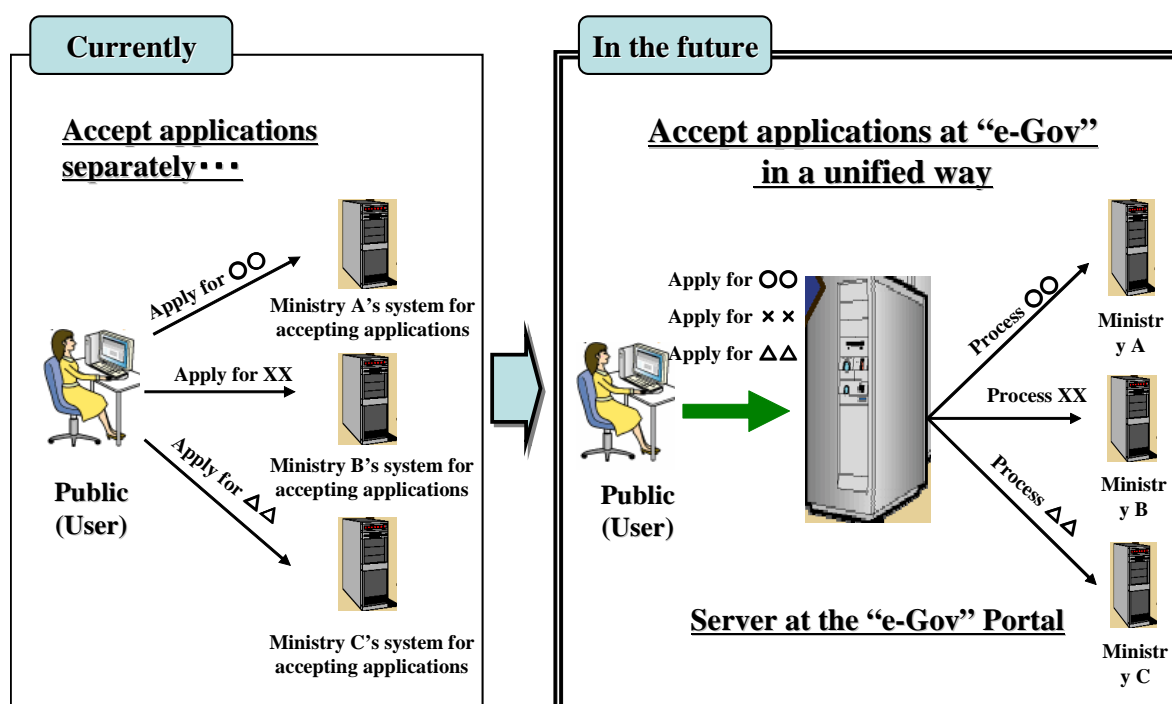 Currently
Accept applications
separately・・・
Apply for ○○
Ministry A's system for
accepting applications
Apply for XX
Ministry B's system for
accepting applications
Apply for △△
Ministry C's system for
accepting applications
Public
(User)
In the future
Accept applications at “e-Gov”
in a unified way
Apply for ○○
Apply for ××
Apply for △△
Public
(User)
Process ○○
Ministr
y A
Process XX
Ministr
y B
Process △△
Ministr
y C
Server at the “e-Gov” Portal